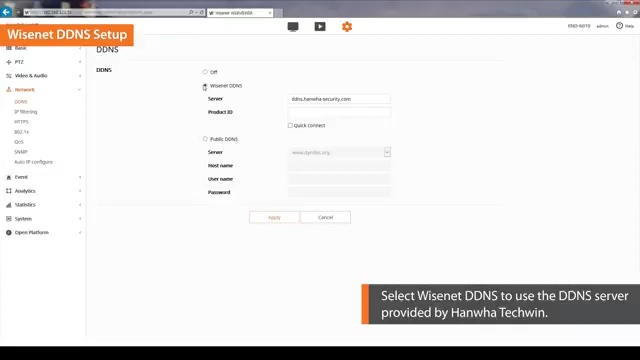 Wisenet DDNS Setup
Wisenet WEBVIEWER
admin
Help
Basic
DDNS
PTZ
Video & Audio
Network
DDNS
IP filtering
HTTPS
802.1x
QoS
SNMP
Auto IP configure
Event
Analytics
Statistics
System
Open Platform
DDNS
Off
Wisenet DDNS
Server
ddns.hanwha-security.com
Product ID
Quick connect
Public DDNS
Server
www.dyndns.org
Host name
User name
Password
Apply
Cancel
Select Wisenet DDNS to use the DDNS server
provided by Hanwha Techwin.